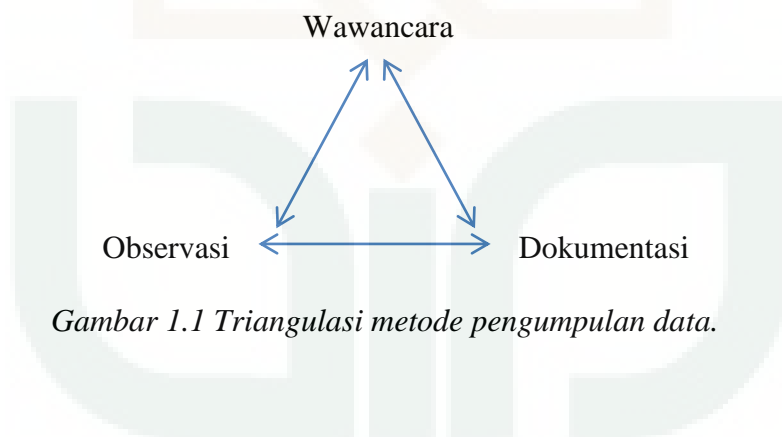 Wawancara
Observasi
Dokumentasi
Gambar 1.1 Triangulasi metode pengumpulan data.